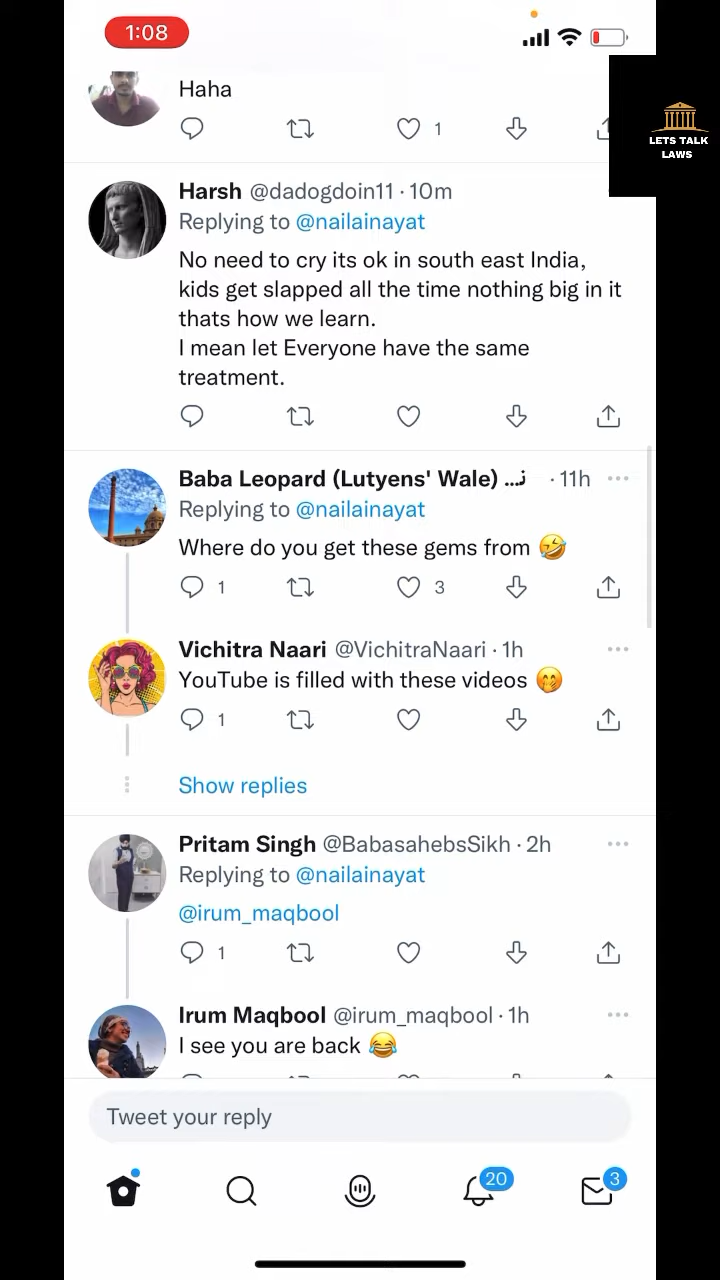 1:08
LETS TALK
LAWS
Haha
1
Harsh @dadogdoin11 · 10m
Replying to @nailainayat
No need to cry its ok in south east India,
kids get slapped all the time nothing big in it
thats how we learn.
I mean let Everyone have the same
treatment.
Baba Leopard (Lutyens' Wale) ... · 11h
Replying to @nailainayat
Where do you get these gems from 🤣
1 3
Vichitra Naari @VichitraNaari · 1h
YouTube is filled with these videos 🤭
1
Show replies
Pritam Singh @BabasahebsSikh · 2h
Replying to @nailainayat
@irum_maqbool
1
Irum Maqbool @irum_maqbool · 1h
I see you are back 😂
Tweet your reply
20 3